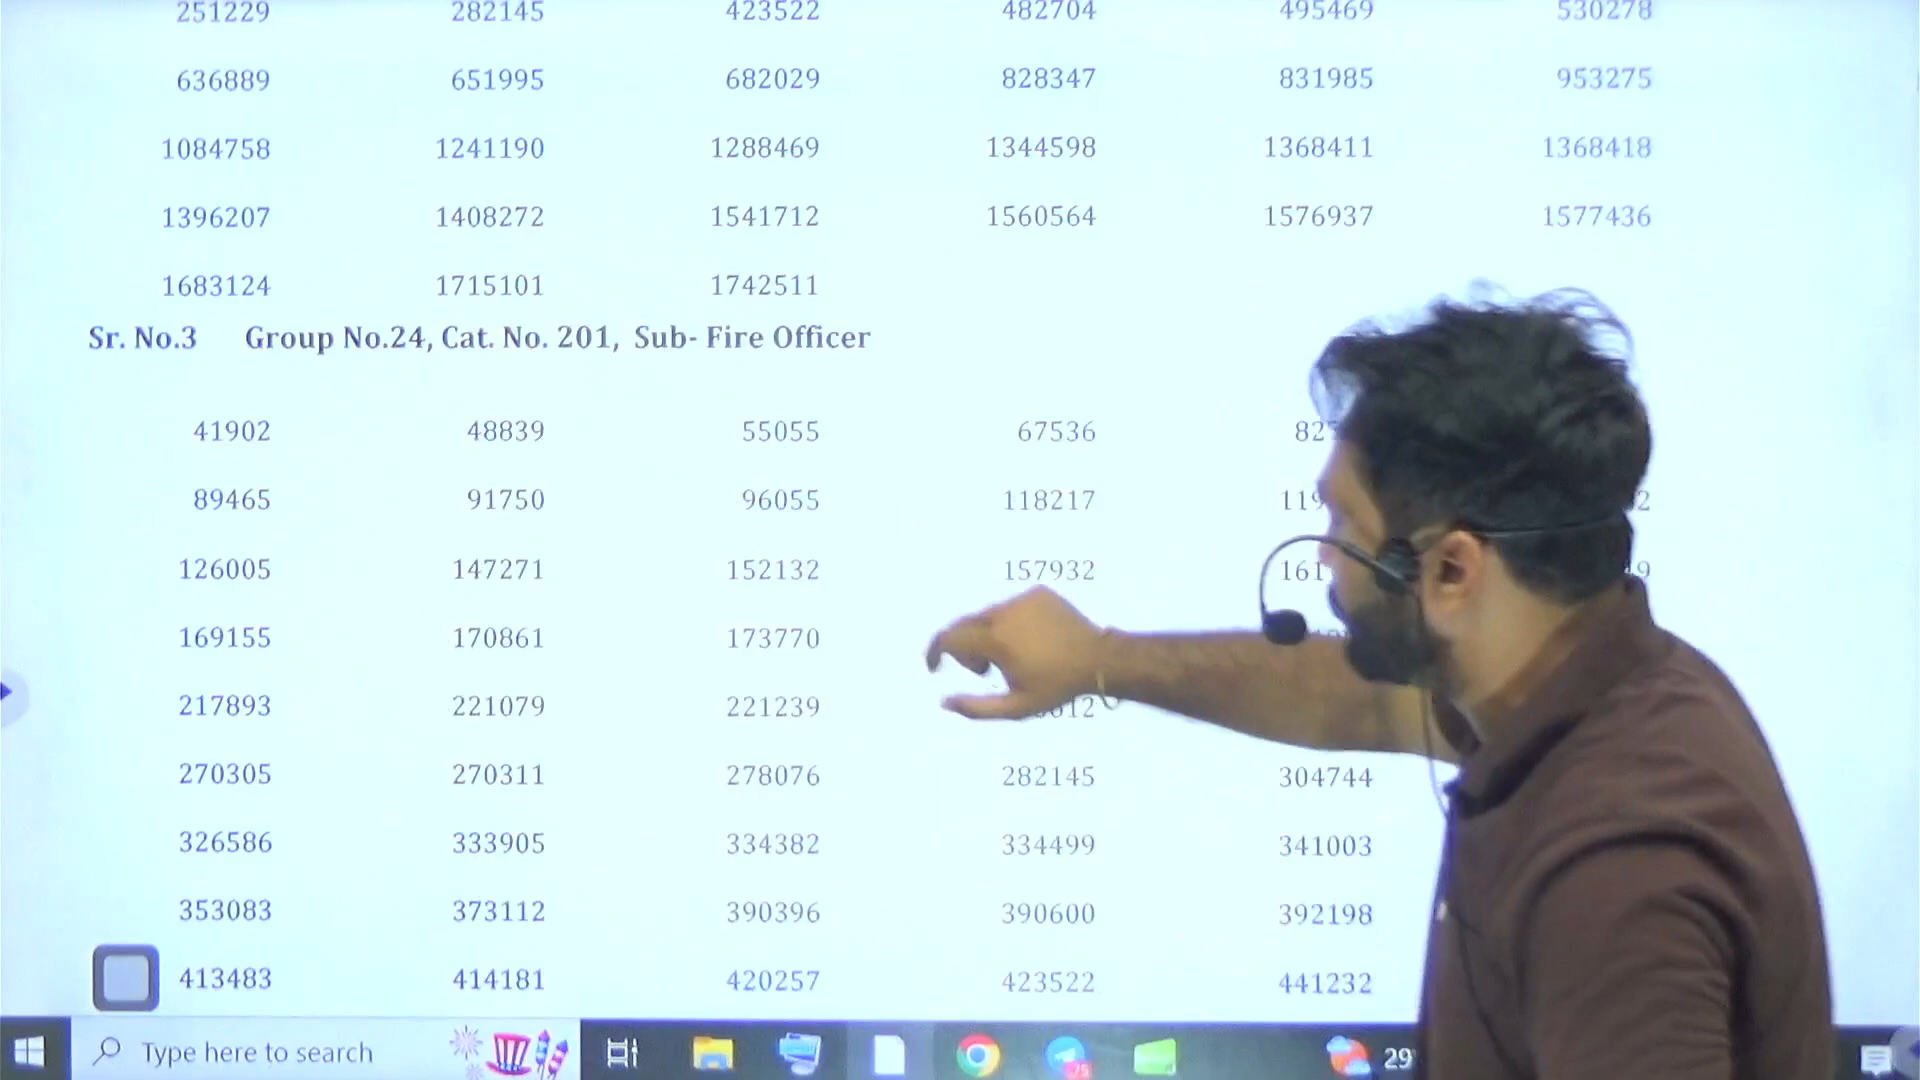 251229 282145 423522 482704 495469 530278
636889 651995 682029 828347 831985 953275
1084758 1241190 1288469 1344598 1368411 1368418
1396207 1408272 1541712 1560564 1576937 1577436
1683124 1715101 1742511
Sr. No.3 Group No.24, Cat. No. 201, Sub- Fire Officer
41902 48839 55055 67536
89465 91750 96055 118217
126005 147271 152132 157932
169155 170861 173770
217893 221079 221239
270305 270311 278076 282145 304744
326586 333905 334382 334499 341003
353083 373112 390396 390600 392198
413483 414181 420257 423522 441232
Type here to search